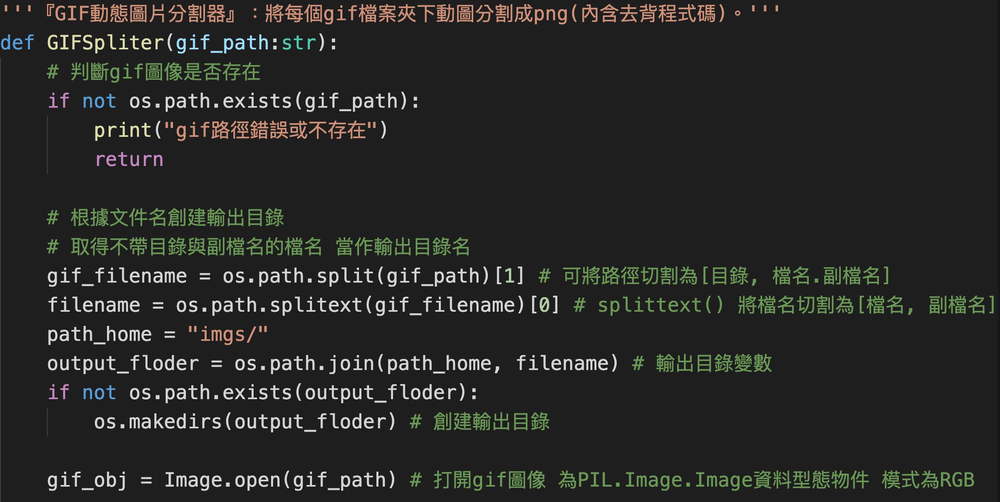 '''『GIF動態圖片分割器』：將每個gif檔案夾下動圖分割成png(內含去背程式碼)。'''
def GIFSpliter(gif_path:str):
    # 判斷gif圖像是否存在
    if not os.path.exists(gif_path):
        print("gif路徑錯誤或不存在")
        return
    # 根據文件名創建輸出目錄
    # 取得不帶目錄與副檔名的檔名 當作輸出目錄名
    gif_filename = os.path.split(gif_path)[1] # 可將路徑切割為[目錄, 檔名.副檔名]
    filename = os.path.splitext(gif_filename)[0] # splittext() 將檔名切割為[檔名, 副檔名]
    path_home = "imgs/"
    output_floder = os.path.join(path_home, filename) # 輸出目錄變數
    if not os.path.exists(output_floder):
        os.makedirs(output_floder) # 創建輸出目錄
    gif_obj = Image.open(gif_path) # 打開gif圖像 為PIL.Image.Image資料型態物件 模式為RGB